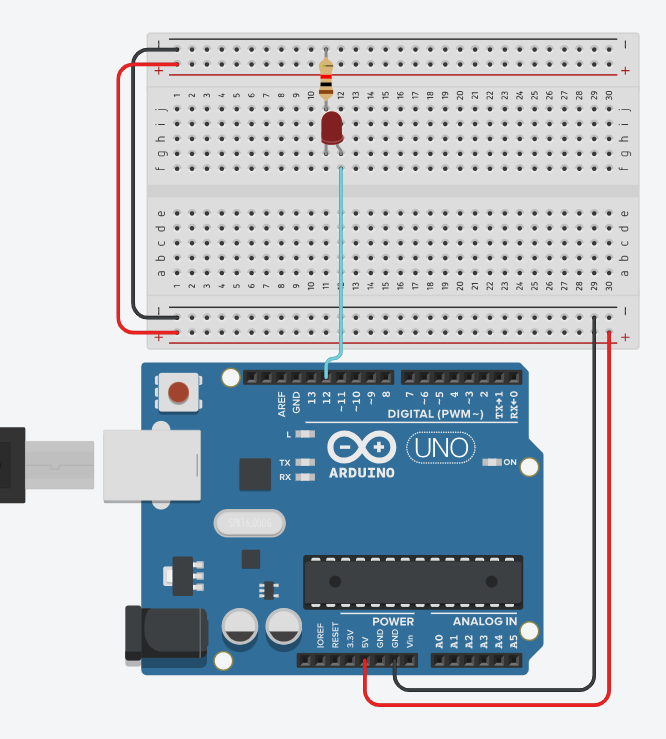 − −
+ +
1 2 3 4 5 6 7 8 9 10 11 12 13 14 15 16 17 18 19 20 21 22 23 24 25 26 27 28 29 30
j j
i i
h h
g g
f f
e e
d d
c c
b b
a a
1 2 3 4 5 6 7 8 9 10 11 13 14 15 16 17 18 19 20 21 22 23 24 25 26 27 28 29 30
− −
+ +
AREF GND 13 12 ~11 ~10 ~9 8 7 ~6 ~5 4 ~3 2 TX→1 RX←0
DIGITAL (PWM~)
L
TX
RX
UNO
ON
ARDUINO
POWER ANALOG IN
IOREF RESET 3.3V 5V GND GND Vin A0 A1 A2 A3 A4 A5